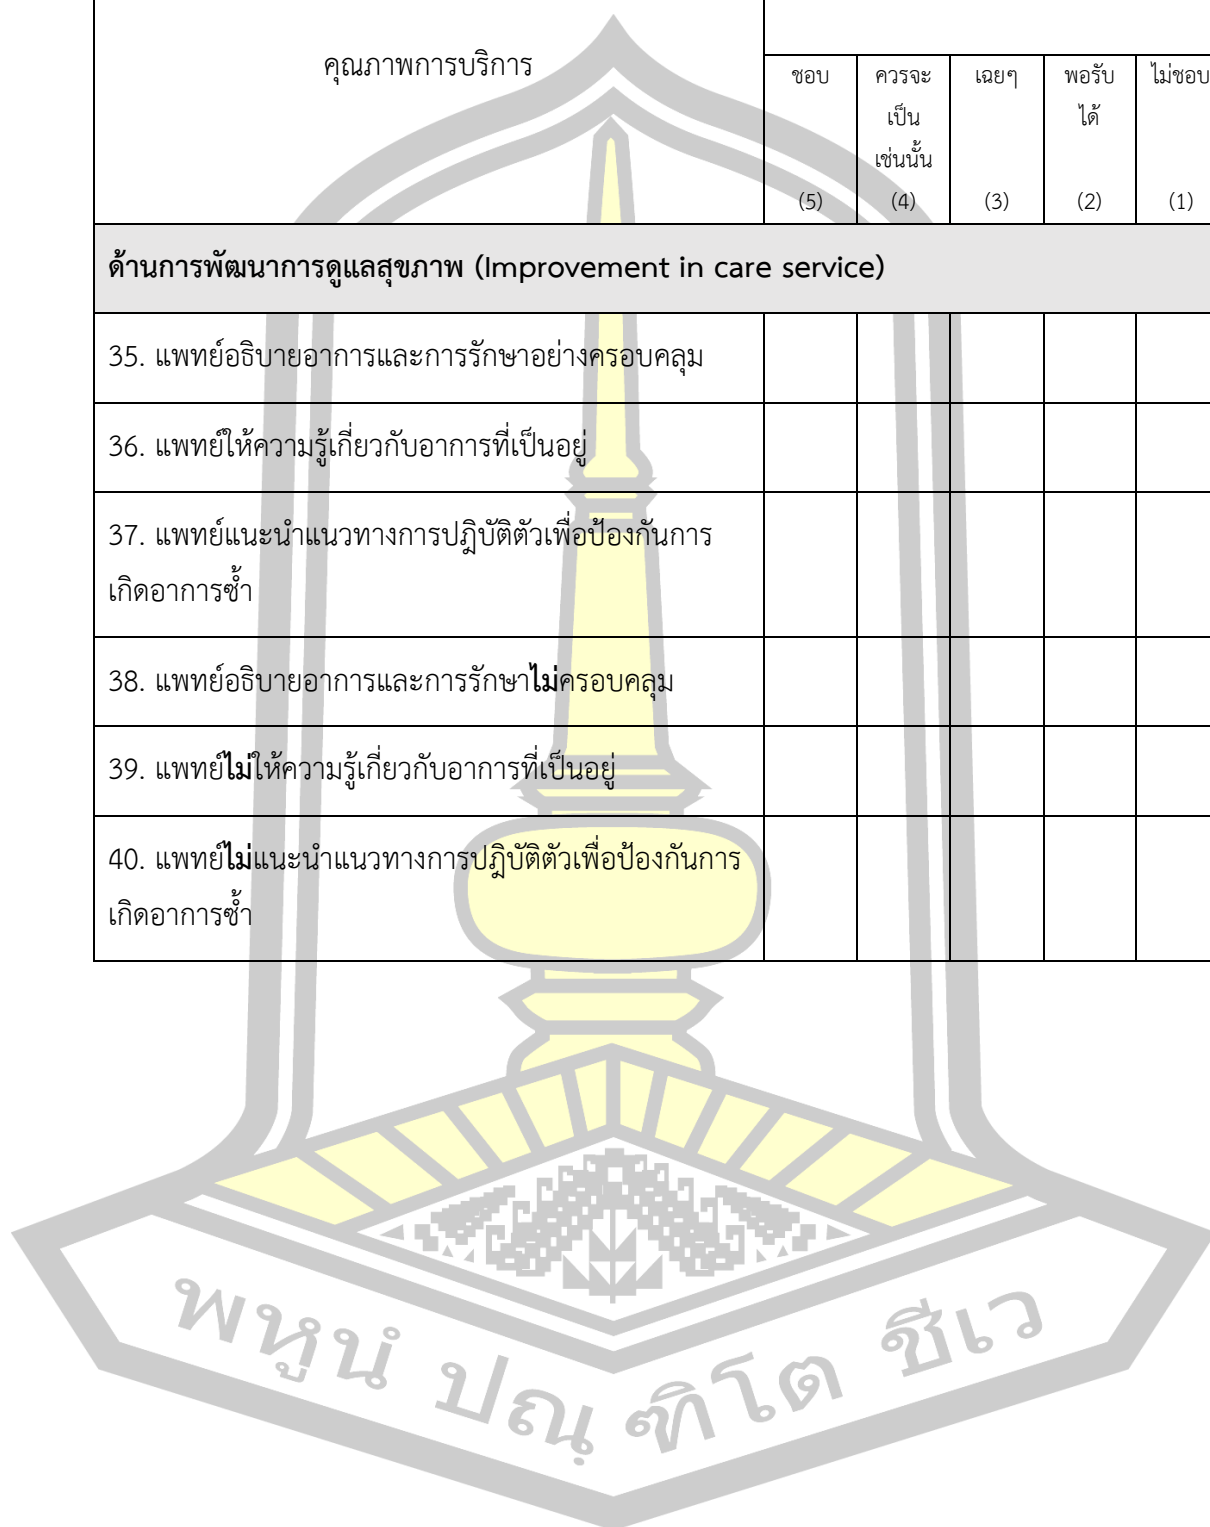 คุณภาพการบริการ
ชอบ
(5)
ควรจะ
เป็น
เช่นนั้น
(4)
เฉยๆ
(3)
พอรับ
ได้
(2)
ไม่ชอบ
(1)
ด้านการพัฒนาการดูแลสุขภาพ (Improvement in care service)
35. แพทย์อธิบายอาการและการรักษาอย่างครอบคลุม
36. แพทย์ให้ความรู้เกี่ยวกับอาการที่เป็นอยู่
37. แพทย์แนะนำแนวทางการปฏิบัติตัวเพื่อป้องกันการ
เกิดอาการซ้ำ
38. แพทย์อธิบายอาการและการรักษาไม่ครอบคลุม
39. แพทย์ไม่ให้ความรู้เกี่ยวกับอาการที่เป็นอยู่
40. แพทย์ไม่แนะนำแนวทางการปฏิบัติตัวเพื่อป้องกันการ
เกิดอาการซ้ำ
พหูนํ ปณฺฑิโต ชีเว